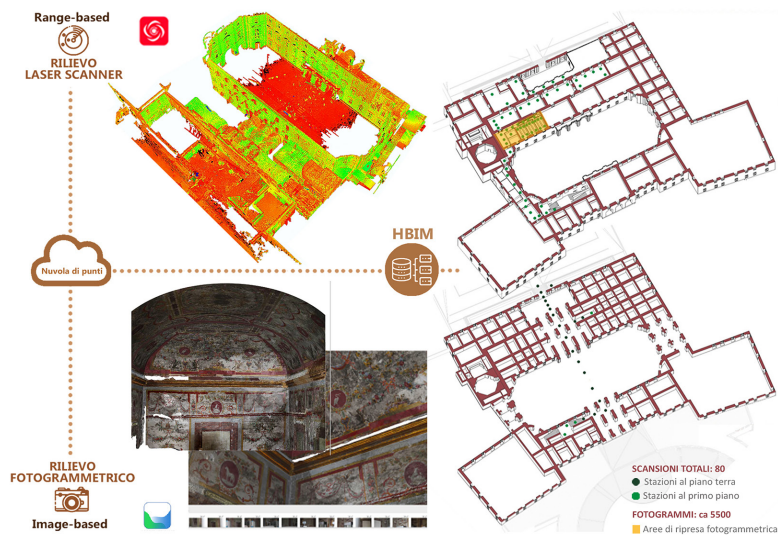 Range-based
RILIEVO
LASER SCANNER
HBIM
Nuvola di punti
RILIEVO
FOTOGRAMMETRICO
Image-based
SCANSIONI TOTALI: 80
Stazioni al piano terra
Stazioni al primo piano
FOTOGRAMMI: ca 5500
Aree di ripresa fotogrammetrica